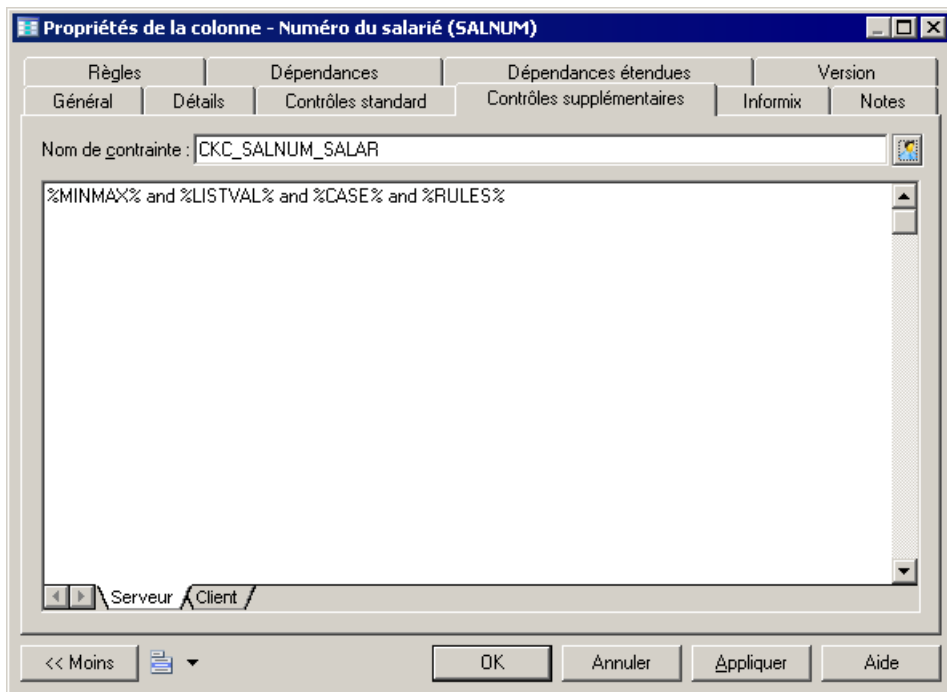 Propriétés de la colonne - Numéro du salarié (SALNUM)
Règles Dépendances Dépendances étendues Version
Général Détails Contrôles standard Contrôles supplémentaires Informix Notes
Nom de contrainte : CKC_SALNUM_SALAR
%MINMAX% and %LISTVAL% and %CASE% and %RULES%
Serveur Client
<< Moins OK Annuler Appliquer Aide